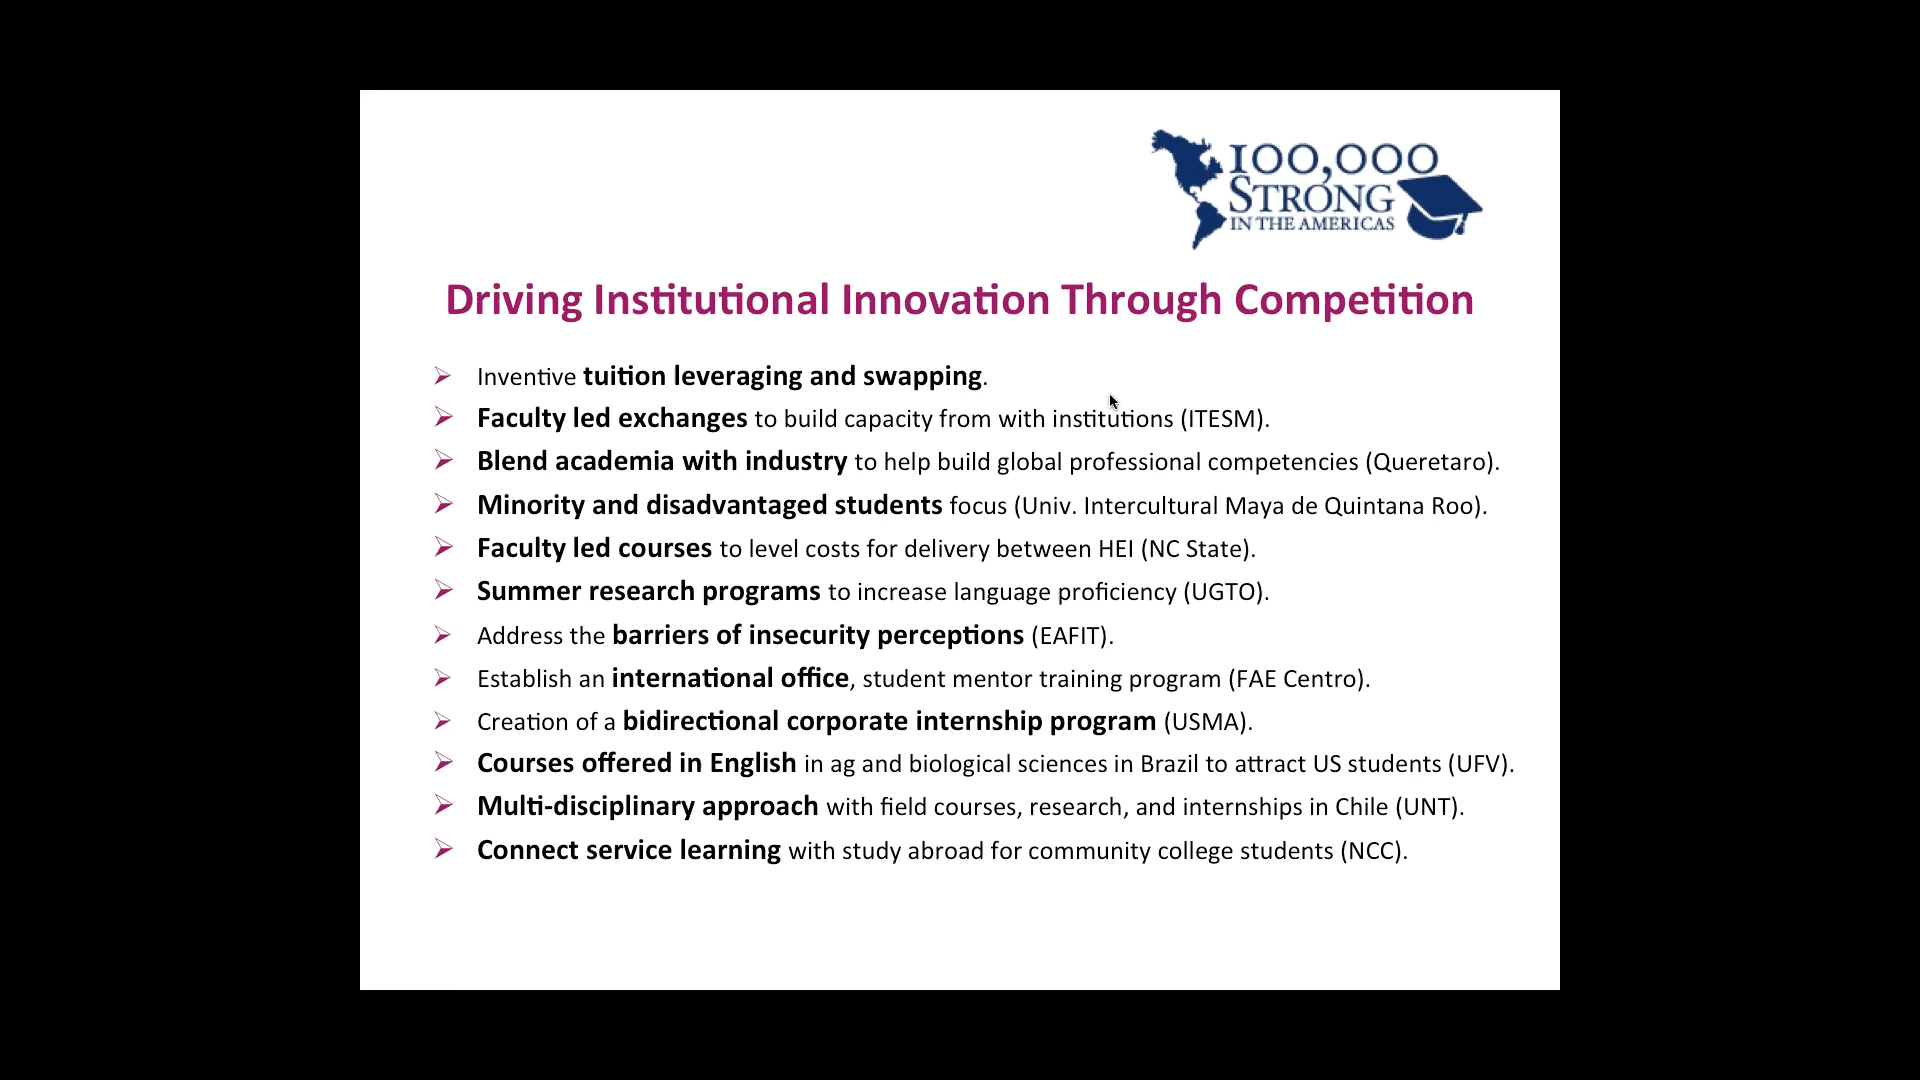 100,000
STRONG
IN THE AMERICAS
Driving Institutional Innovation Through Competition
Inventive tuition leveraging and swapping.
Faculty led exchanges to build capacity from with institutions (ITESM).
Blend academia with industry to help build global professional competencies (Queretaro).
Minority and disadvantaged students focus (Univ. Intercultural Maya de Quintana Roo).
Faculty led courses to level costs for delivery between HEI (NC State).
Summer research programs to increase language proficiency (UGTO).
Address the barriers of insecurity perceptions (EAFIT).
Establish an international office, student mentor training program (FAE Centro).
Creation of a bidirectional corporate internship program (USMA).
Courses offered in English in ag and biological sciences in Brazil to attract US students (UFV).
Multi-disciplinary approach with field courses, research, and internships in Chile (UNT).
Connect service learning with study abroad for community college students (NCC).